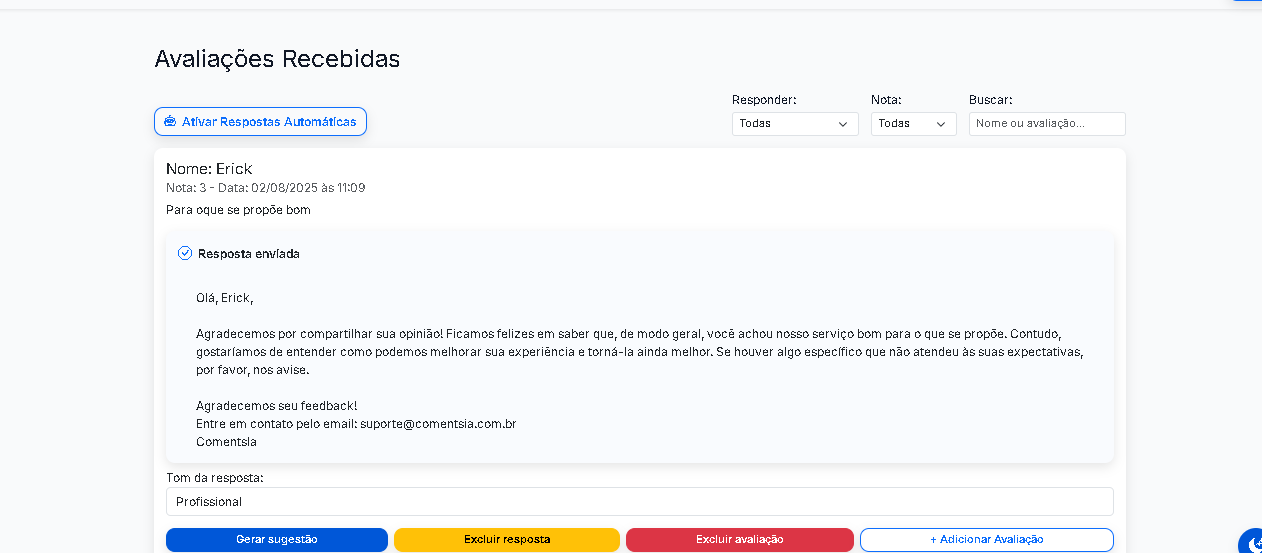 Avaliações Recebidas
Ativar Respostas Automáticas
Responder:
Nota:
Buscar:
Todas
Todas
Nome ou avaliação...
Nome: Erick
Nota: 3 - Data: 02/08/2025 às 11:09
Para oque se propõe bom
Resposta enviada
Olá, Erick,
Agradecemos por compartilhar sua opinião! Ficamos felizes em saber que, de modo geral, você achou nosso serviço bom para o que se propõe. Contudo,
gostaríamos de entender como podemos melhorar sua experiência e torná-la ainda melhor. Se houver algo específico que não atendeu às suas expectativas,
por favor, nos avise.
Agradecemos seu feedback!
Entre em contato pelo email: suporte@comentsia.com.br
ComentsIa
Tom da resposta:
Profissional
Gerar sugestão
Excluir resposta
Excluir avaliação
+ Adicionar Avaliação